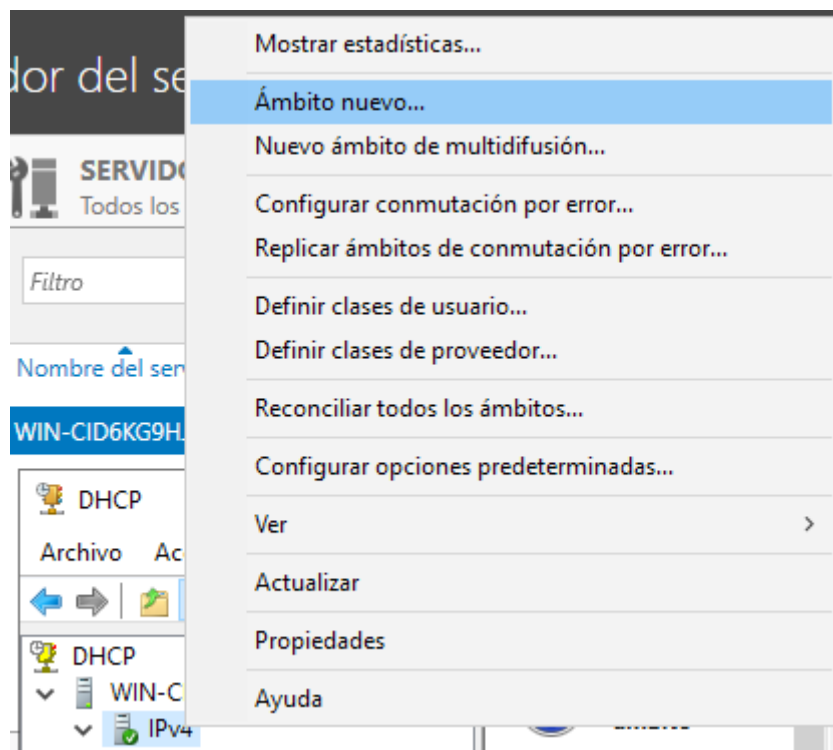 dor del se
Mostrar estadísticas...
Ámbito nuevo...
Nuevo ámbito de multidifusión...
SERVIDO
Todos los
Configurar conmutación por error...
Replicar ámbitos de conmutación por error...
Filtro
Definir clases de usuario...
Definir clases de proveedor...
Nombre del ser
Reconciliar todos los ámbitos...
WIN-CID6KG9H
Configurar opciones predeterminadas...
DHCP
Ver
Archivo Ac
Actualizar
Propiedades
DHCP
WIN-C
Ayuda
IPv4